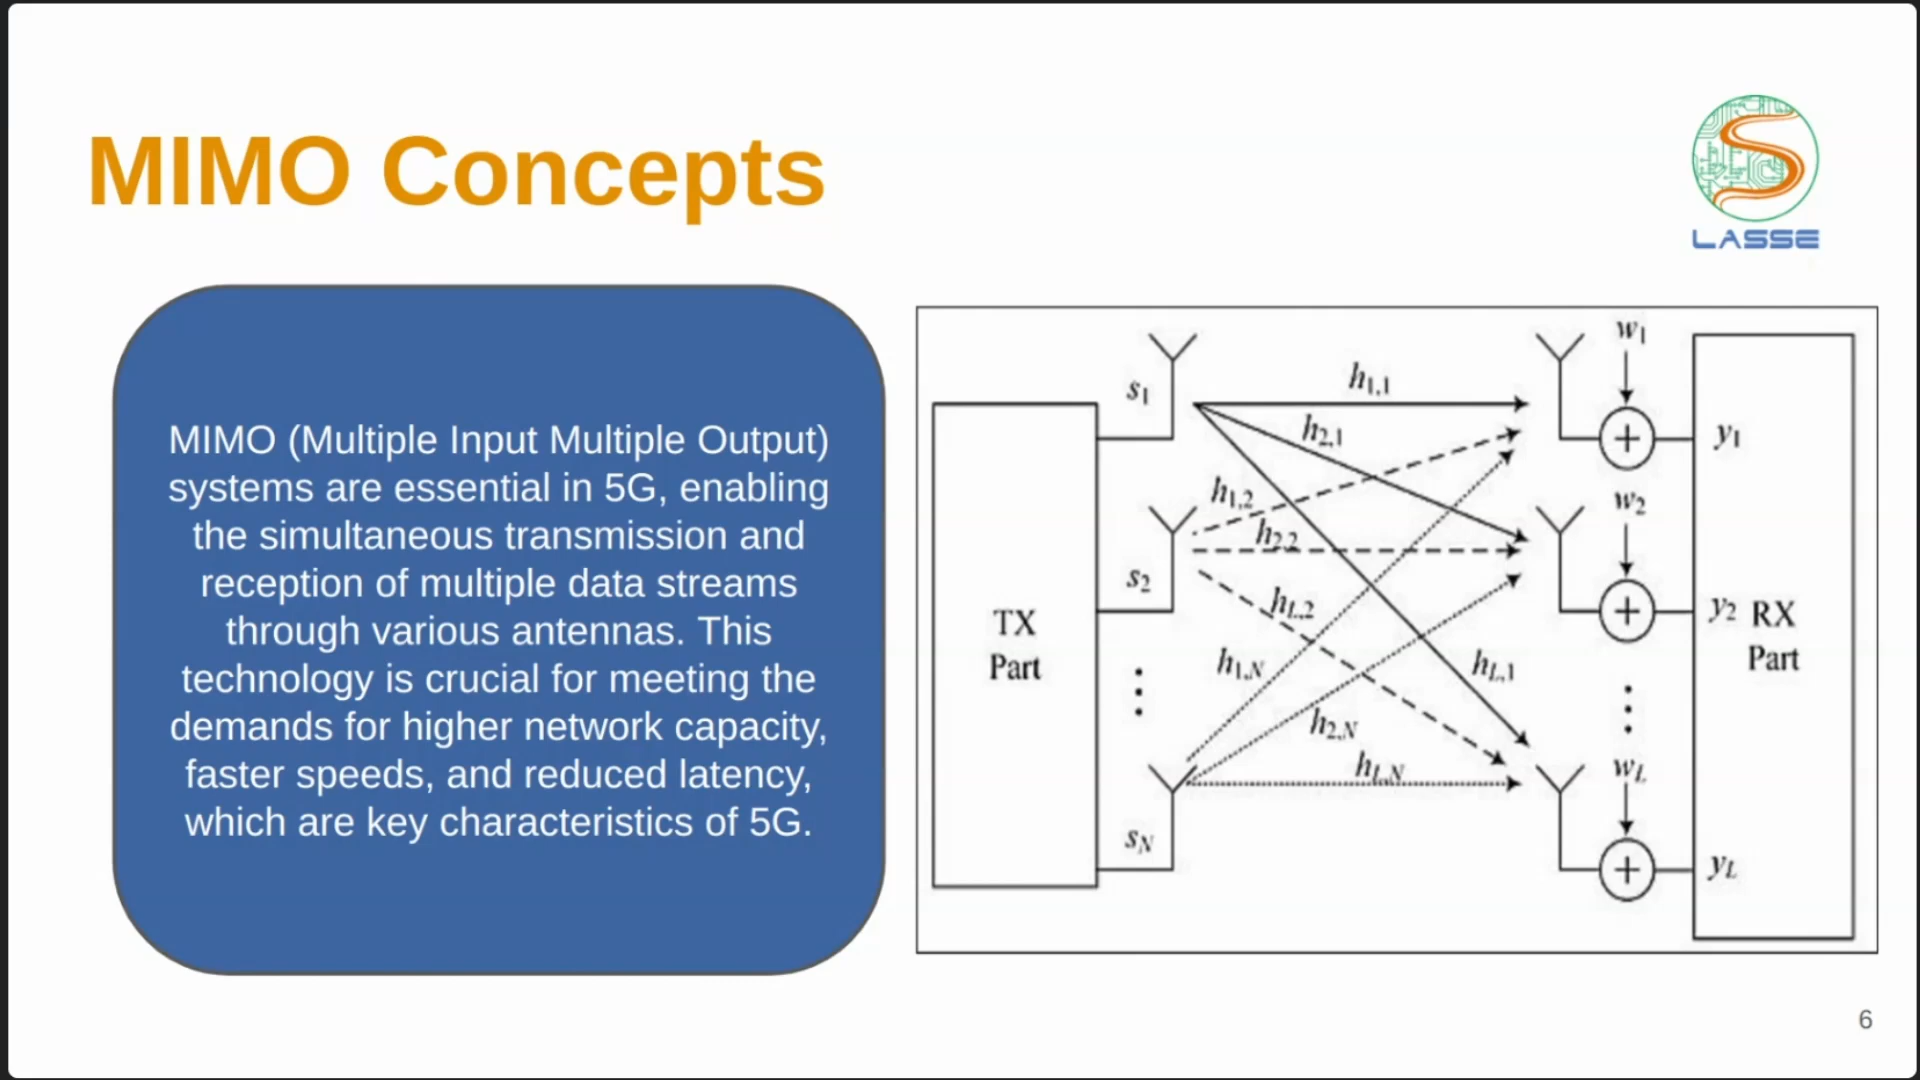 MIMO Concepts
LASSE
MIMO (Multiple Input Multiple Output)
systems are essential in 5G, enabling
the simultaneous transmission and
reception of multiple data streams
through various antennas. This
technology is crucial for meeting the
demands for higher network capacity,
faster speeds, and reduced latency,
which are key characteristics of 5G.
TX
Part
s1
s2
sN
h1,1
h2,1
h1,2
h2,2
hL,2
h1,N
hL,1
h2,N
hL,N
w1
w2
wL
y1
y2
yL
RX
Part
6